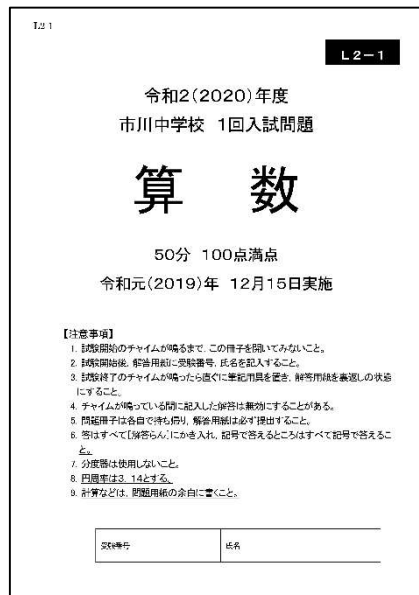 L2-1
L2-1
令和2(2020)年度
市川中学校 1回入試問題
算 数
50分 100点満点
令和元(2019)年 12月15日実施
【注意事項】
1. 試験開始のチャイムが鳴るまで、この冊子を開いてみないこと。
2. 試験開始後、解答用紙に受験番号、氏名を記入すること。
3. 試験終了のチャイムが鳴ったら直ぐに筆記用具を置き、解答用紙を裏返しの状態
にすること。
4. チャイムが鳴っている間に記入した解答は無効にすることがある。
5. 問題冊子は各自で持ち帰り、解答用紙は必ず提出すること。
6. 答はすべて[解答らん]にかき入れ、記号で答えるところはすべて記号で答えるこ
と。
7. 分度器は使用しないこと。
8. 円周率は3. 14とする。
9. 計算などは、問題用紙の余白に書くこと。
受験番号
氏名